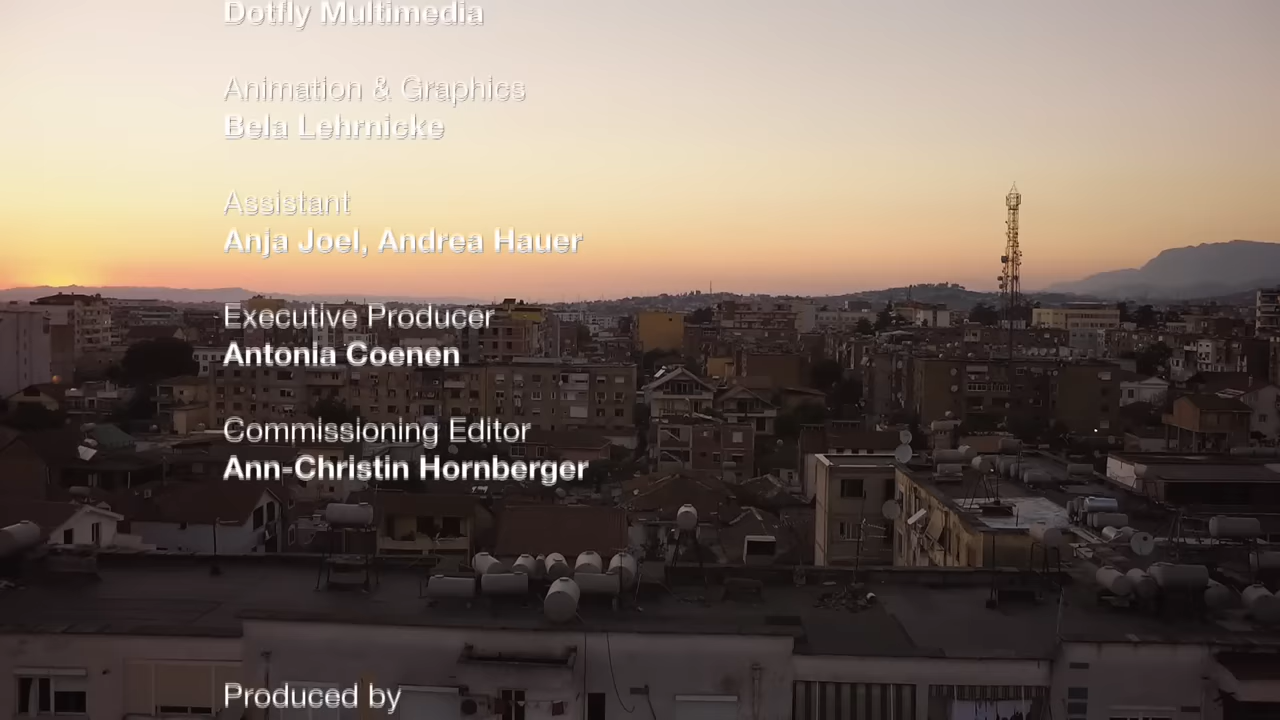 Dotfly Multimedia
Animation & Graphics
Bela Lehrnicke
Assistant
Anja Joel, Andrea Hauer
Executive Producer
Antonia Coenen
Commissioning Editor
Ann-Christin Hornberger
Produced by